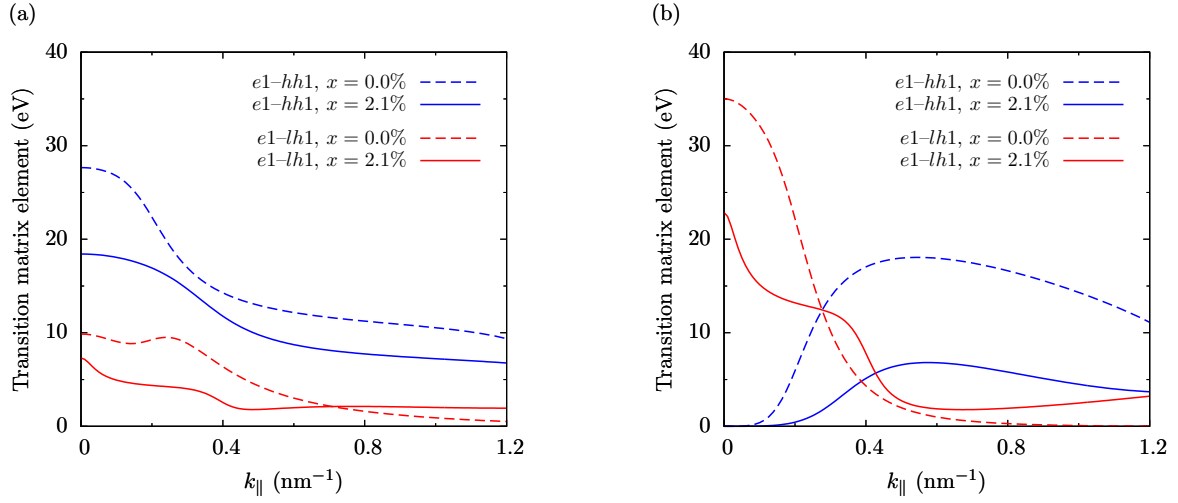 (a)
Transition matrix element (eV)
40
30
20
10
0
e1–hh1, x = 0.0%
e1–hh1, x = 2.1%
e1–lh1, x = 0.0%
e1–lh1, x = 2.1%
0 0.4 0.8 1.2
k∥ (nm⁻¹)
(b)
Transition matrix element (eV)
40
30
20
10
0
e1–hh1, x = 0.0%
e1–hh1, x = 2.1%
e1–lh1, x = 0.0%
e1–lh1, x = 2.1%
0 0.4 0.8 1.2
k∥ (nm⁻¹)